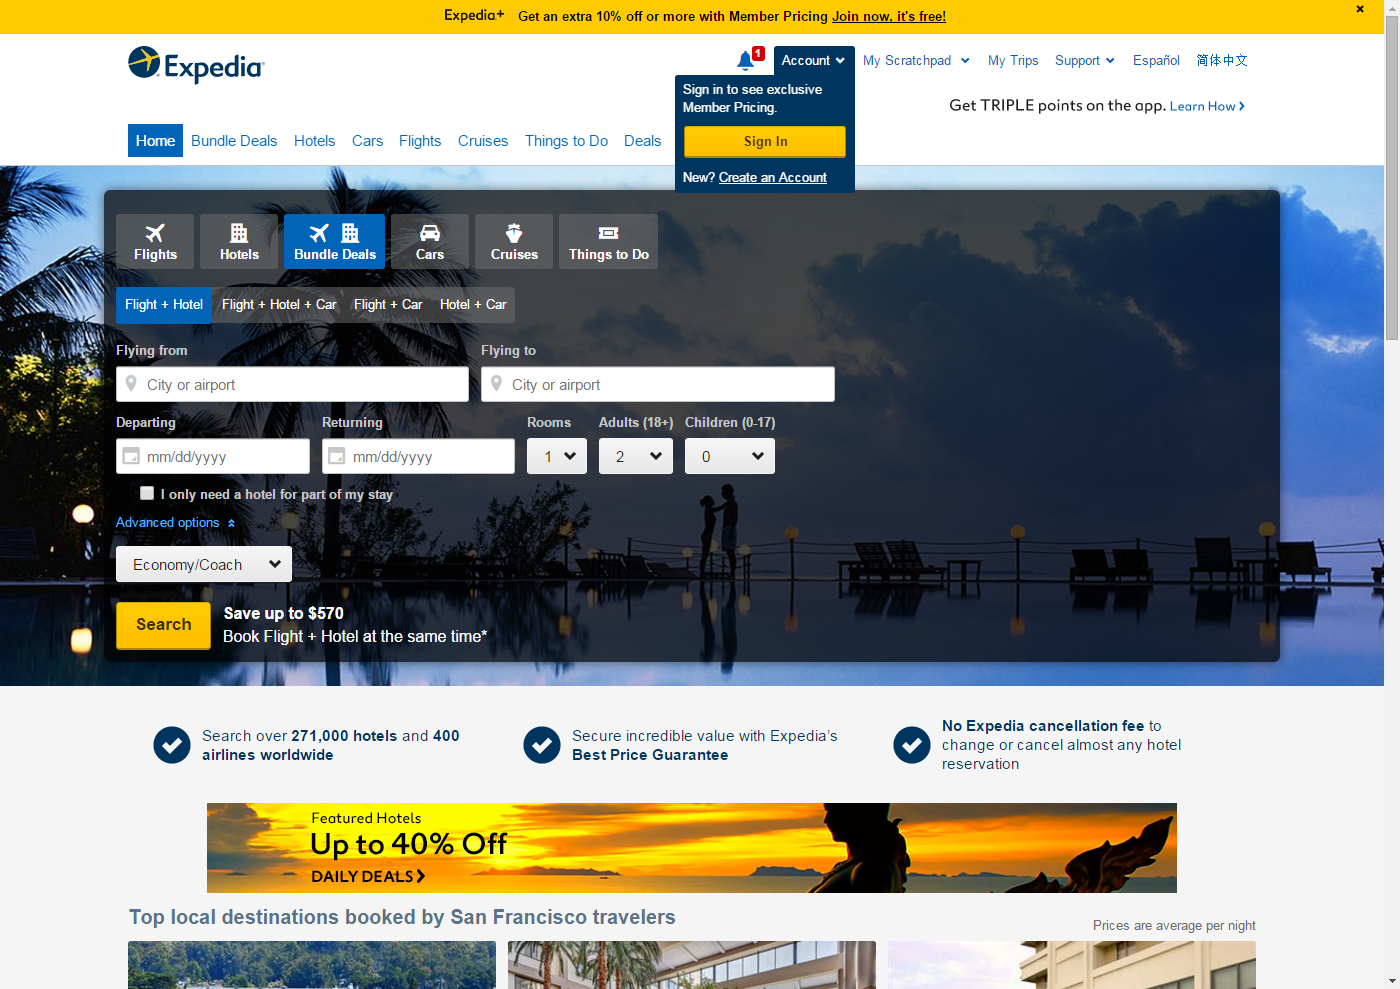 Expedia+ Get an extra 10% off or more with Member Pricing Join now, it's free!
Expedia
1
Account
My Scratchpad
My Trips
Support
Español
简体中文
Sign in to see exclusive
Member Pricing.
Sign In
New? Create an Account
Get TRIPLE points on the app. Learn How
Home
Bundle Deals
Hotels
Cars
Flights
Cruises
Things to Do
Deals
Flights
Hotels
Bundle Deals
Cars
Cruises
Things to Do
Flight + Hotel
Flight + Hotel + Car
Flight + Car
Hotel + Car
Flying from
Flying to
City or airport
City or airport
Departing
Returning
Rooms
Adults (18+)
Children (0-17)
mm/dd/yyyy
mm/dd/yyyy
1
2
0
I only need a hotel for part of my stay
Advanced options
Economy/Coach
Search
Save up to $570
Book Flight + Hotel at the same time*
Search over 271,000 hotels and 400
airlines worldwide
Secure incredible value with Expedia's
Best Price Guarantee
No Expedia cancellation fee to
change or cancel almost any hotel
reservation
Featured Hotels
Up to 40% Off
DAILY DEALS
Top local destinations booked by San Francisco travelers
Prices are average per night